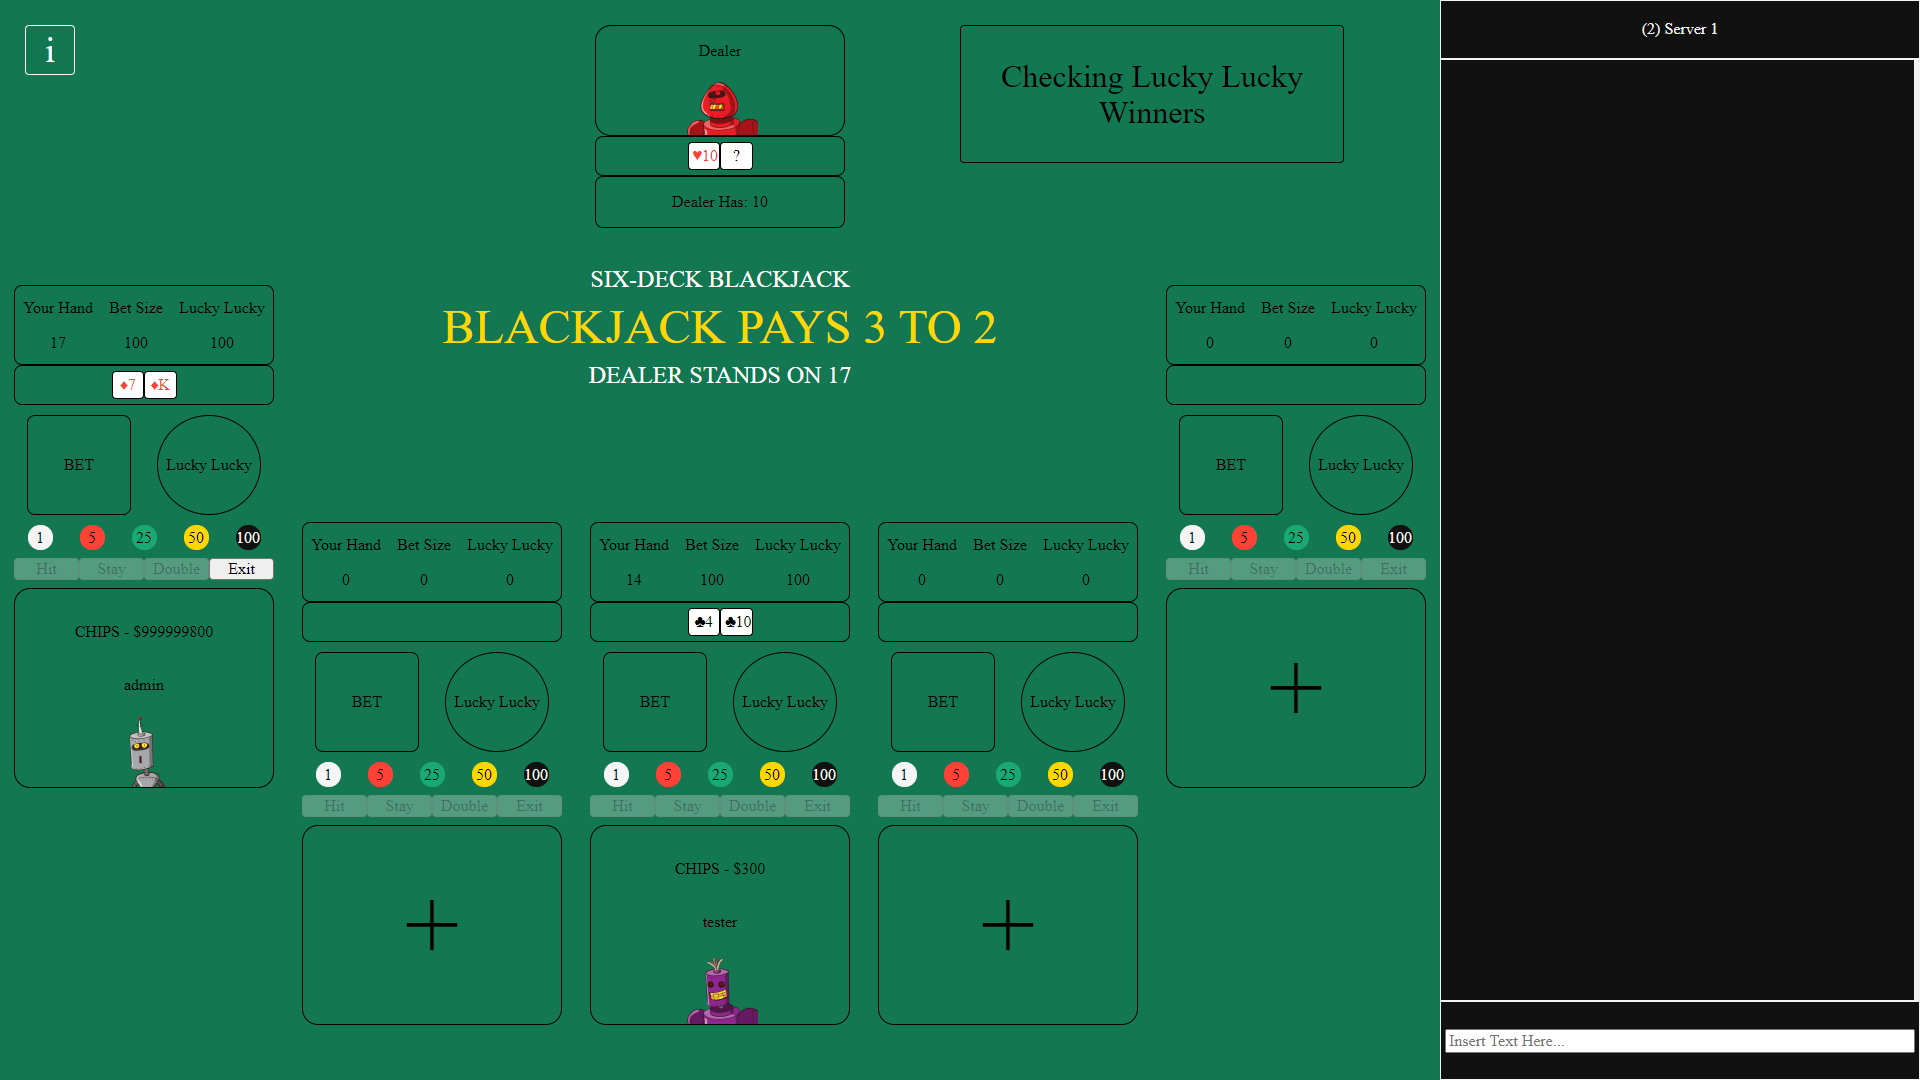 i
Dealer
♥10 ?
Dealer Has: 10
Checking Lucky Lucky
Winners
(2) Server 1
SIX-DECK BLACKJACK
BLACKJACK PAYS 3 TO 2
DEALER STANDS ON 17
Your Hand Bet Size Lucky Lucky
17 100 100
♦7 ♦K
BET Lucky Lucky
1 5 25 50 100
Hit Stay Double Exit
CHIPS - $999999800
admin
Your Hand Bet Size Lucky Lucky
0 0 0
BET Lucky Lucky
1 5 25 50 100
Hit Stay Double Exit
Your Hand Bet Size Lucky Lucky
14 100 100
♣4 ♣10
BET Lucky Lucky
1 5 25 50 100
Hit Stay Double Exit
CHIPS - $300
tester
Your Hand Bet Size Lucky Lucky
0 0 0
BET Lucky Lucky
1 5 25 50 100
Hit Stay Double Exit
Your Hand Bet Size Lucky Lucky
0 0 0
BET Lucky Lucky
1 5 25 50 100
Hit Stay Double Exit
Insert Text Here...